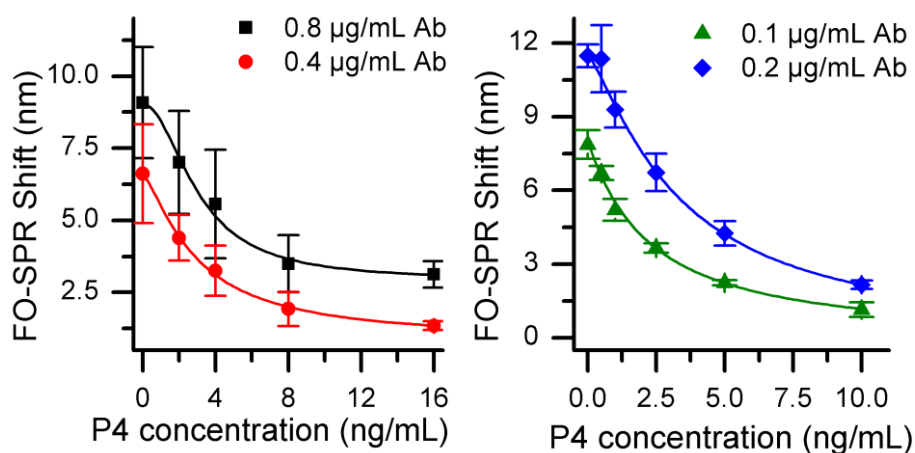 0.8 µg/mL Ab
0.4 µg/mL Ab
10.0
7.5
5.0
2.5
FO-SPR Shift (nm)
0 4 8 12 16
P4 concentration (ng/mL)
0.1 µg/mL Ab
0.2 µg/mL Ab
12
9
6
3
0
FO-SPR Shift (nm)
0.0 2.5 5.0 7.5 10.0
P4 concentration (ng/mL)